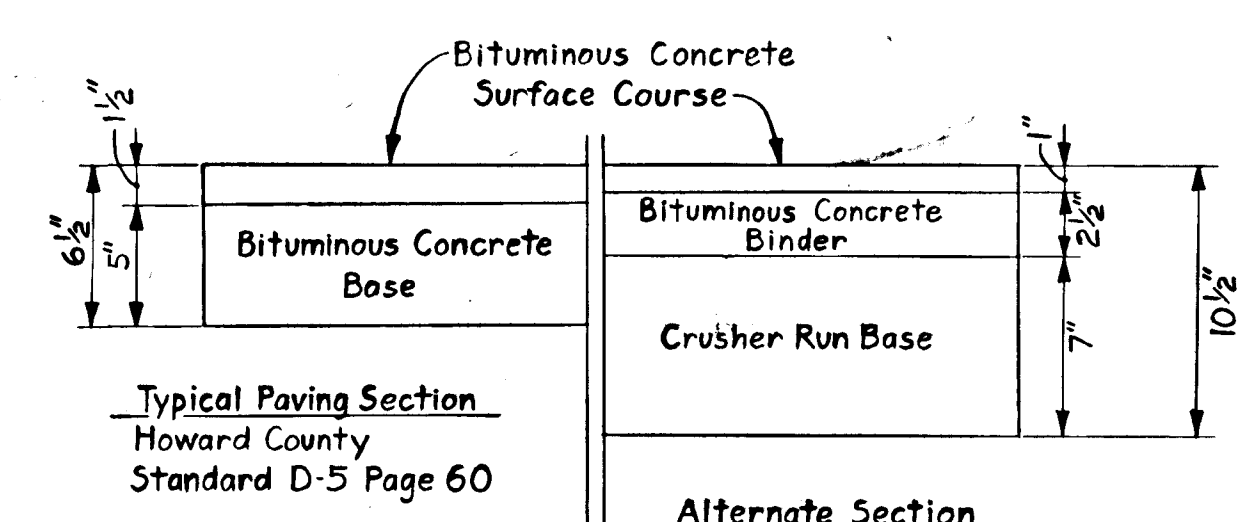 Bituminous Concrete
Surface Course
1½"
6½"
5"
Bituminous Concrete
Base
Typical Paving Section
Howard County
Standard D-5 Page 60
1"
Bituminous Concrete
Binder
2½"
Crusher Run Base
7"
10½"
Alternate Section